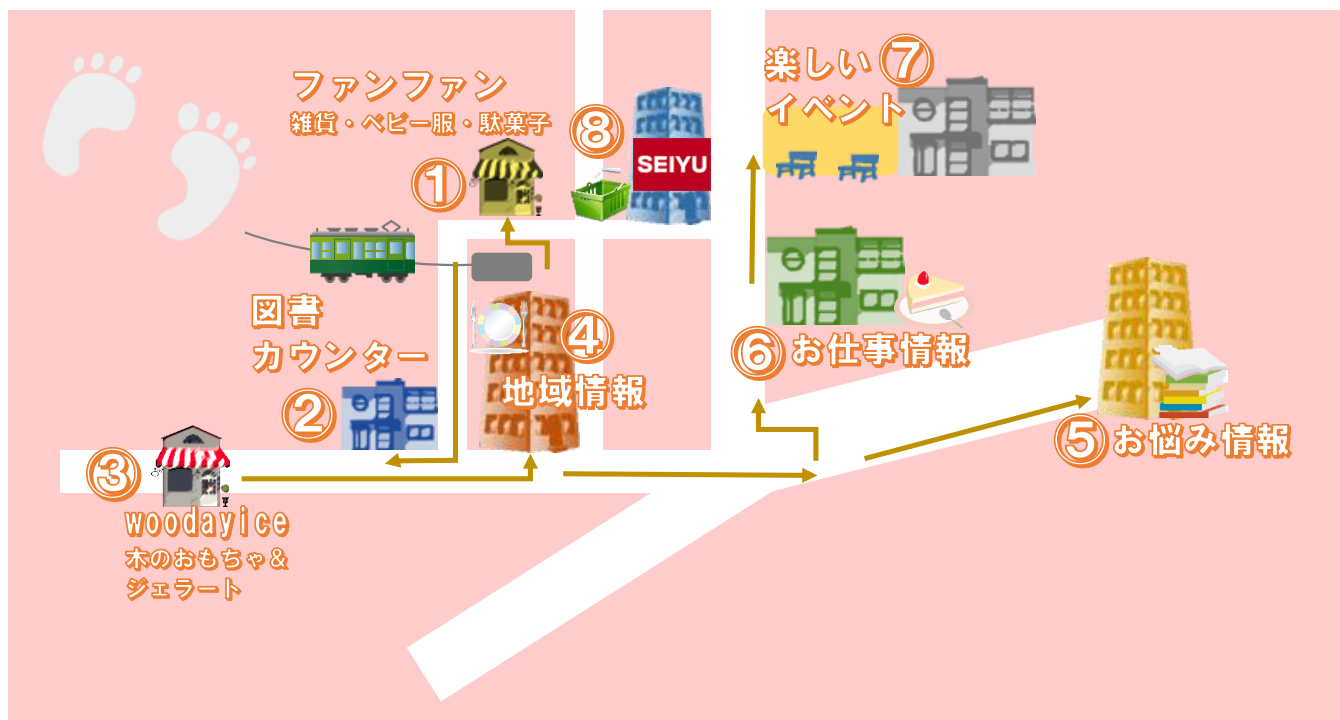 ファンファン
雑貨・ベビー服・駄菓子
①
図書
カウンター
②
③
woodayice
木のおもちゃ&
ジェラート
④
地域情報
⑤お悩み情報
⑥お仕事情報
楽しい⑦
イベント
⑧
SEIYU